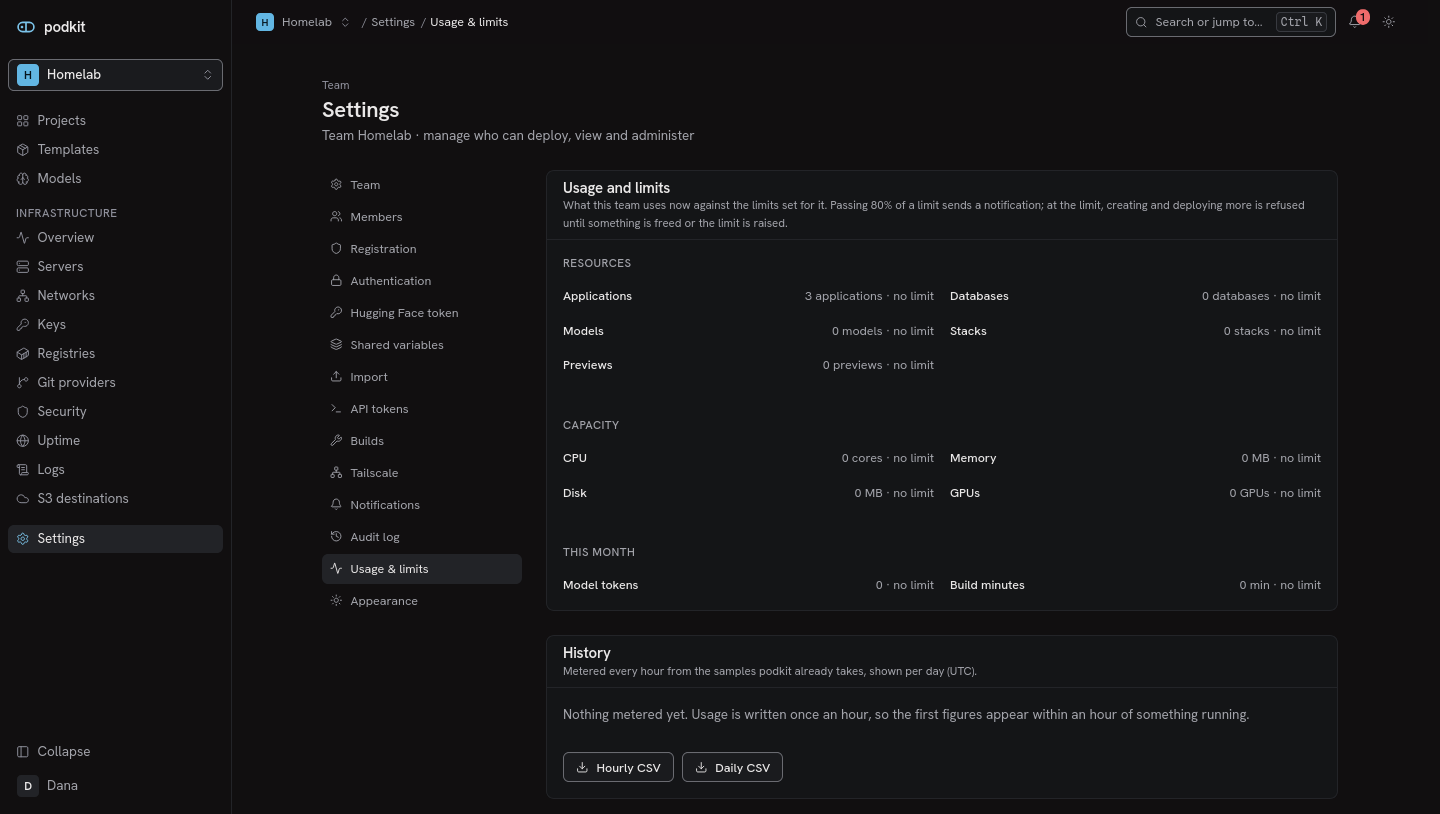 podkit
H Homelab
Projects
Templates
Models
INFRASTRUCTURE
Overview
Servers
Networks
Keys
Registries
Git providers
Security
Uptime
Logs
S3 destinations
Settings
Collapse
D Dana
H Homelab / Settings / Usage & limits
Search or jump to... Ctrl K
1
Team
Settings
Team Homelab · manage who can deploy, view and administer
Team
Members
Registration
Authentication
Hugging Face token
Shared variables
Import
API tokens
Builds
Tailscale
Notifications
Audit log
Usage & limits
Appearance
Usage and limits
What this team uses now against the limits set for it. Passing 80% of a limit sends a notification; at the limit, creating and deploying more is refused
until something is freed or the limit is raised.
RESOURCES
Applications 3 applications · no limit Databases 0 databases · no limit
Models 0 models · no limit Stacks 0 stacks · no limit
Previews 0 previews · no limit
CAPACITY
CPU 0 cores · no limit Memory 0 MB · no limit
Disk 0 MB · no limit GPUs 0 GPUs · no limit
THIS MONTH
Model tokens 0 · no limit Build minutes 0 min · no limit
History
Metered every hour from the samples podkit already takes, shown per day (UTC).
Nothing metered yet. Usage is written once an hour, so the first figures appear within an hour of something running.
Hourly CSV Daily CSV